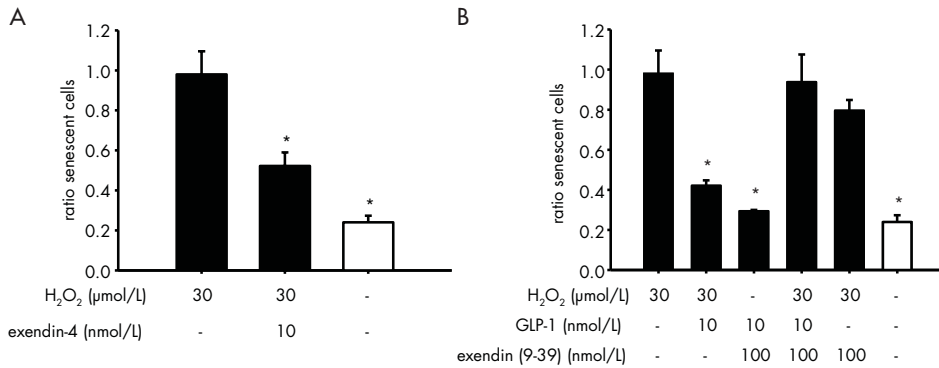 A
ratio senescent cells
1.2
1.0
0.8
0.6
0.4
0.2
0.0
*
*
H₂O₂ (µmol/L) 30 30 -
exendin-4 (nmol/L) - 10 -
B
ratio senescent cells
1.2
1.0
0.8
0.6
0.4
0.2
0.0
*
*
*
H₂O₂ (µmol/L) 30 30 - 30 30 -
GLP-1 (nmol/L) - 10 10 10 - -
exendin (9-39) (nmol/L) - - 100 100 100 -